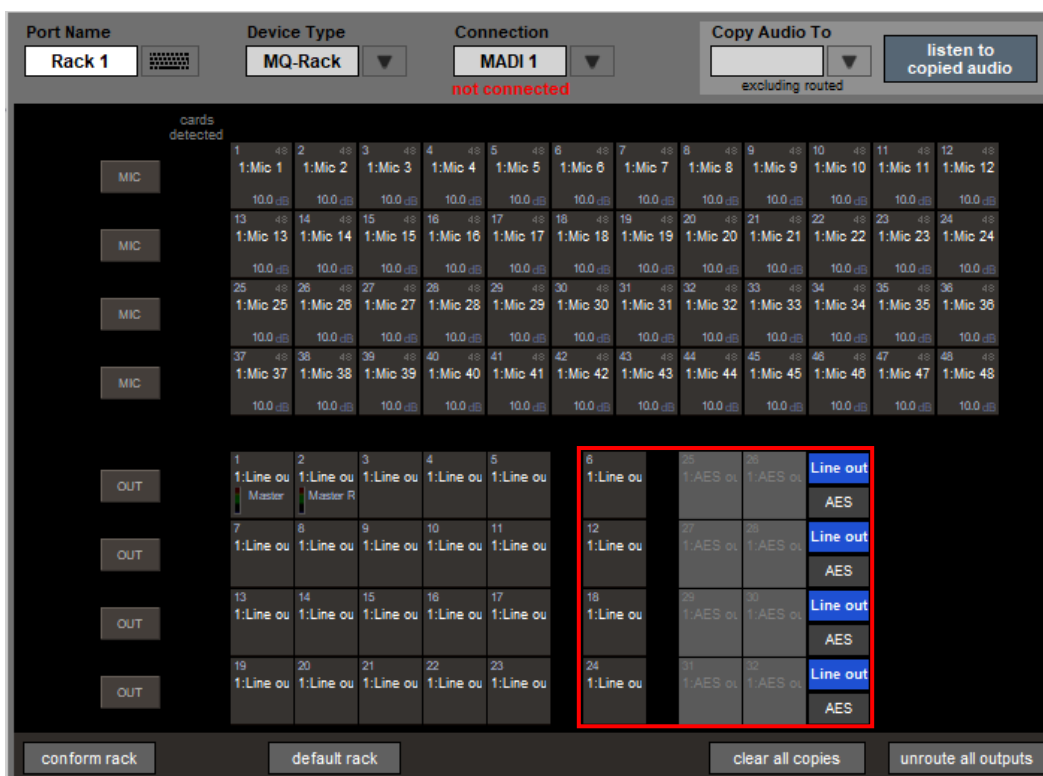 Port Name Device Type Connection Copy Audio To
Rack 1 MQ-Rack MADI 1 listen to
copied audio
not connected excluding routed
cards
detected
1 48 2 48 3 48 4 48 5 48 6 48 7 48 8 48 9 48 10 48 11 48 12 48
MIC 1:Mic 1 1:Mic 2 1:Mic 3 1:Mic 4 1:Mic 5 1:Mic 6 1:Mic 7 1:Mic 8 1:Mic 9 1:Mic 10 1:Mic 11 1:Mic 12
10.0 dB 10.0 dB 10.0 dB 10.0 dB 10.0 dB 10.0 dB 10.0 dB 10.0 dB 10.0 dB 10.0 dB 10.0 dB 10.0 dB
13 48 14 48 15 48 16 48 17 48 18 48 19 48 20 48 21 48 22 48 23 48 24 48
MIC 1:Mic 13 1:Mic 14 1:Mic 15 1:Mic 16 1:Mic 17 1:Mic 18 1:Mic 19 1:Mic 20 1:Mic 21 1:Mic 22 1:Mic 23 1:Mic 24
10.0 dB 10.0 dB 10.0 dB 10.0 dB 10.0 dB 10.0 dB 10.0 dB 10.0 dB 10.0 dB 10.0 dB 10.0 dB 10.0 dB
25 48 26 48 27 48 28 48 29 48 30 48 31 48 32 48 33 48 34 48 35 48 36 48
MIC 1:Mic 25 1:Mic 26 1:Mic 27 1:Mic 28 1:Mic 29 1:Mic 30 1:Mic 31 1:Mic 32 1:Mic 33 1:Mic 34 1:Mic 35 1:Mic 36
10.0 dB 10.0 dB 10.0 dB 10.0 dB 10.0 dB 10.0 dB 10.0 dB 10.0 dB 10.0 dB 10.0 dB 10.0 dB 10.0 dB
37 48 38 48 39 48 40 48 41 48 42 48 43 48 44 48 45 48 46 48 47 48 48 48
MIC 1:Mic 37 1:Mic 38 1:Mic 39 1:Mic 40 1:Mic 41 1:Mic 42 1:Mic 43 1:Mic 44 1:Mic 45 1:Mic 46 1:Mic 47 1:Mic 48
10.0 dB 10.0 dB 10.0 dB 10.0 dB 10.0 dB 10.0 dB 10.0 dB 10.0 dB 10.0 dB 10.0 dB 10.0 dB 10.0 dB
1 2 3 4 5 6 25 26
OUT 1:Line ou 1:Line ou 1:Line ou 1:Line ou 1:Line ou 1:Line ou 1:AES ou 1:AES ou Line out
Master Master R AES
7 8 9 10 11 12 27 28
OUT 1:Line ou 1:Line ou 1:Line ou 1:Line ou 1:Line ou 1:Line ou 1:AES ou 1:AES ou Line out
AES
13 14 15 16 17 18 29 30
OUT 1:Line ou 1:Line ou 1:Line ou 1:Line ou 1:Line ou 1:Line ou 1:AES ou 1:AES ou Line out
AES
19 20 21 22 23 24 31 32
OUT 1:Line ou 1:Line ou 1:Line ou 1:Line ou 1:Line ou 1:Line ou 1:AES ou 1:AES ou Line out
AES
conform rack default rack clear all copies unroute all outputs